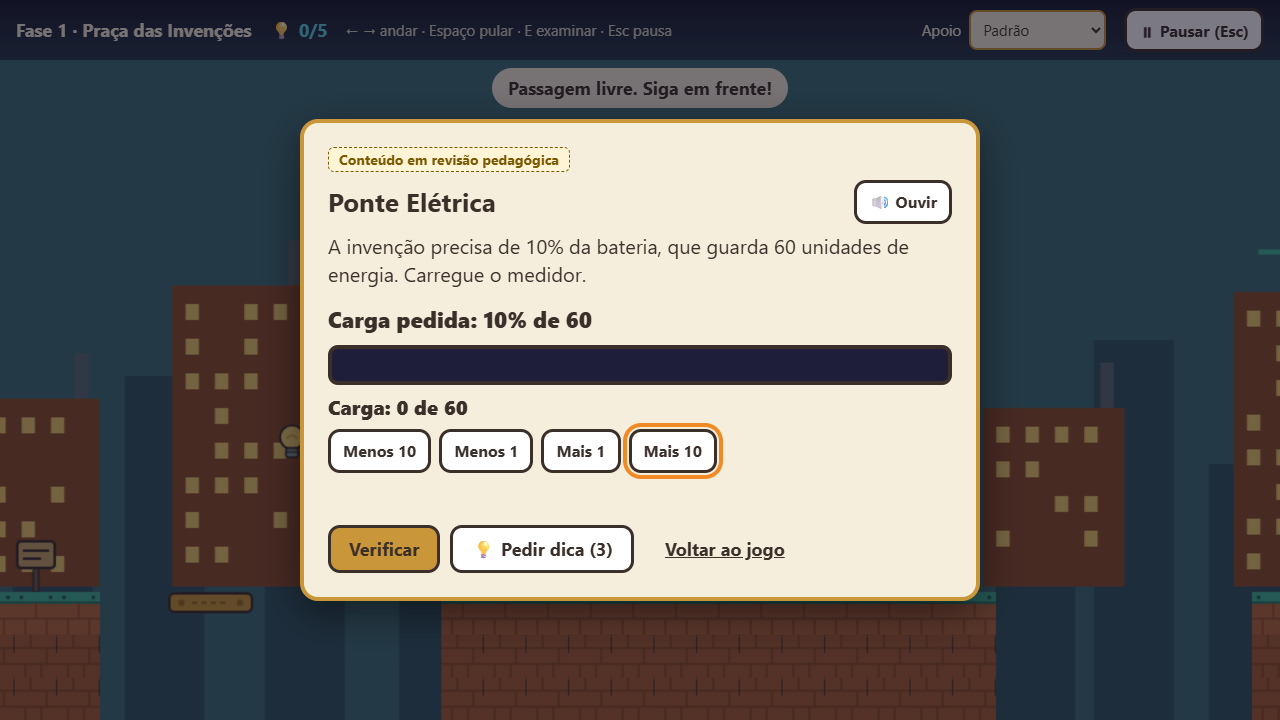 Fase 1 · Praça das Invenções 0/5 ← → andar · Espaço pular · E examinar · Esc pausa Apoio Padrão Pausar (Esc)
Passagem livre. Siga em frente!
Conteúdo em revisão pedagógica
Ponte Elétrica Ouvir
A invenção precisa de 10% da bateria, que guarda 60 unidades de
energia. Carregue o medidor.
Carga pedida: 10% de 60
Carga: 0 de 60
Menos 10 Menos 1 Mais 1 Mais 10
Verificar Pedir dica (3) Voltar ao jogo